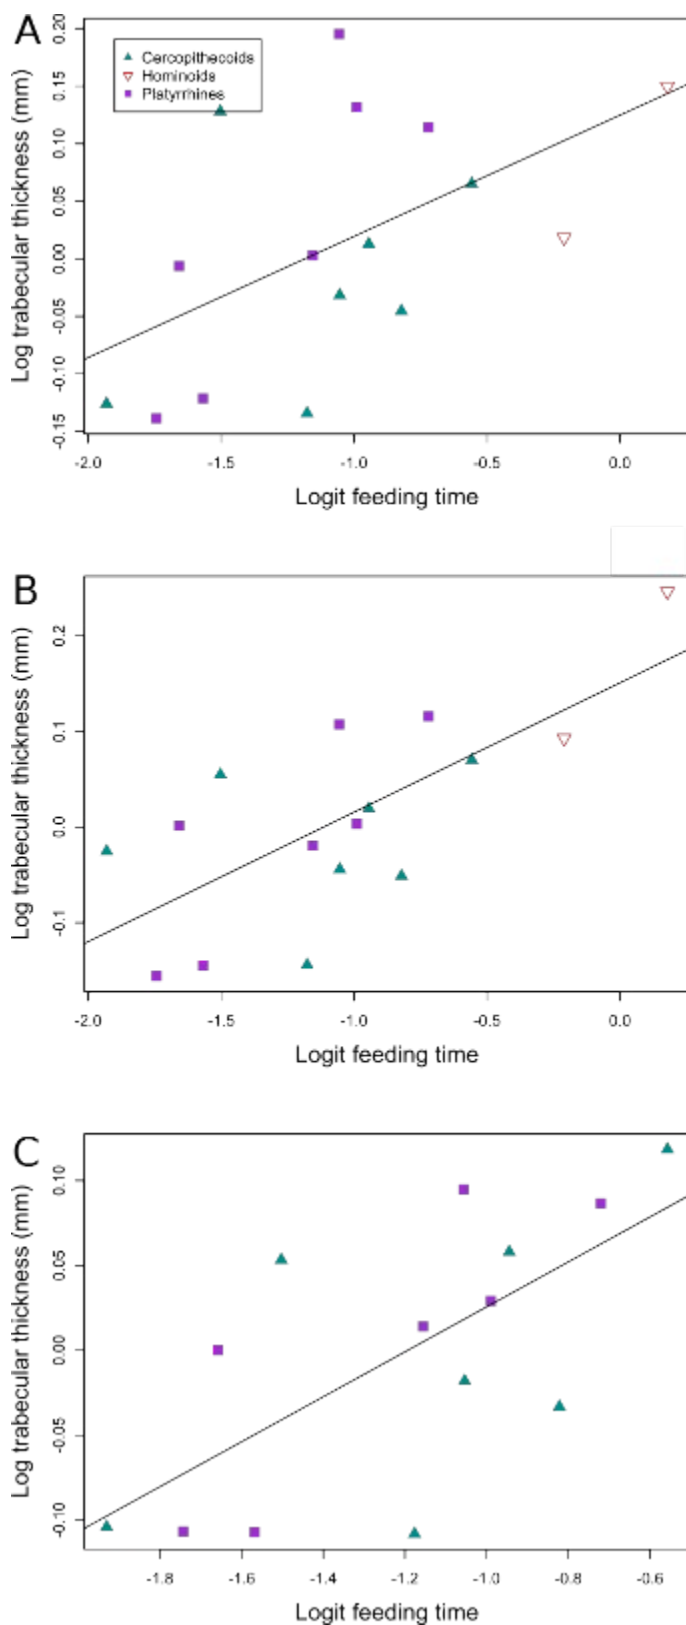 A
Log trabecular thickness (mm)
0.20
0.15
0.10
0.05
0.00
-0.05
-0.10
-0.15
Cercopithecoids
Hominoids
Platyrrhines
-2.0 -1.5 -1.0 -0.5 0.0
Logit feeding time
B
Log trabecular thickness (mm)
0.2
0.1
0.0
-0.1
-2.0 -1.5 -1.0 -0.5 0.0
Logit feeding time
C
Log trabecular thickness (mm)
0.10
0.05
0.00
-0.05
-0.10
-1.8 -1.6 -1.4 -1.2 -1.0 -0.8 -0.6
Logit feeding time